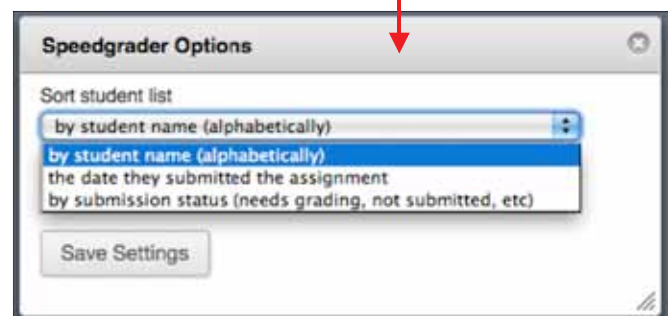 Speedgrader Options
Sort student list
by student name (alphabetically)
by student name (alphabetically)
the date they submitted the assignment
by submission status (needs grading, not submitted, etc)
Save Settings